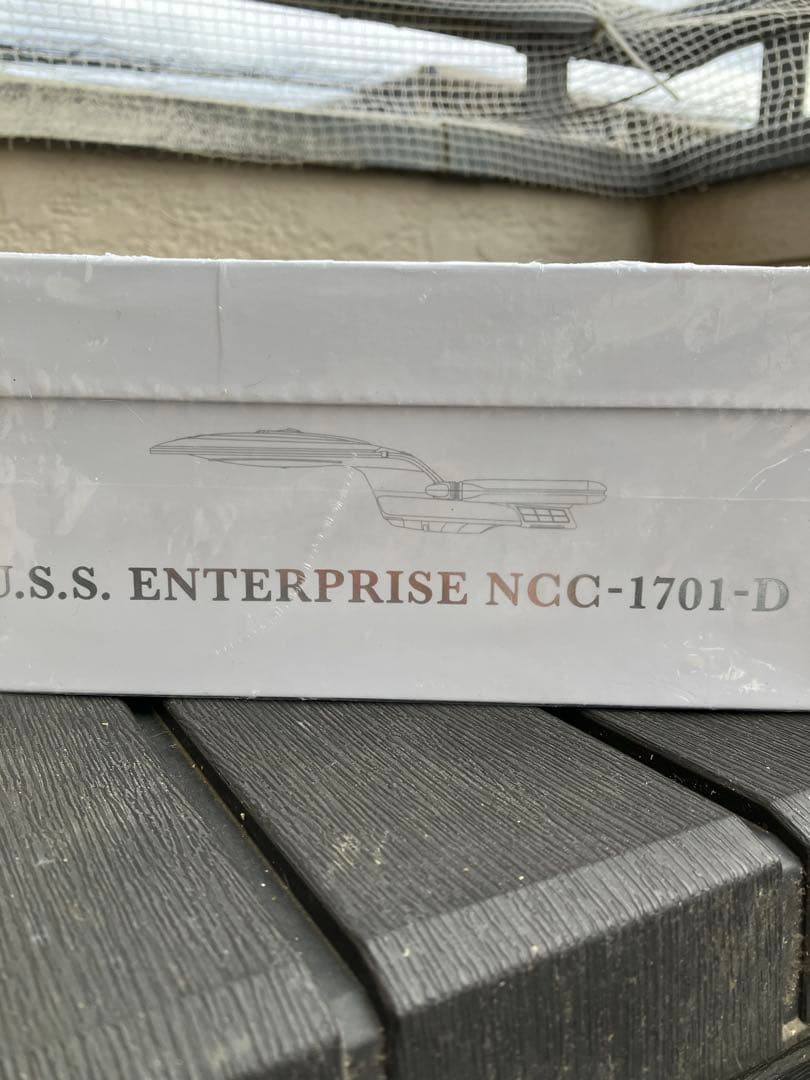 U.S.S. ENTERPRISE NCC-1701-D